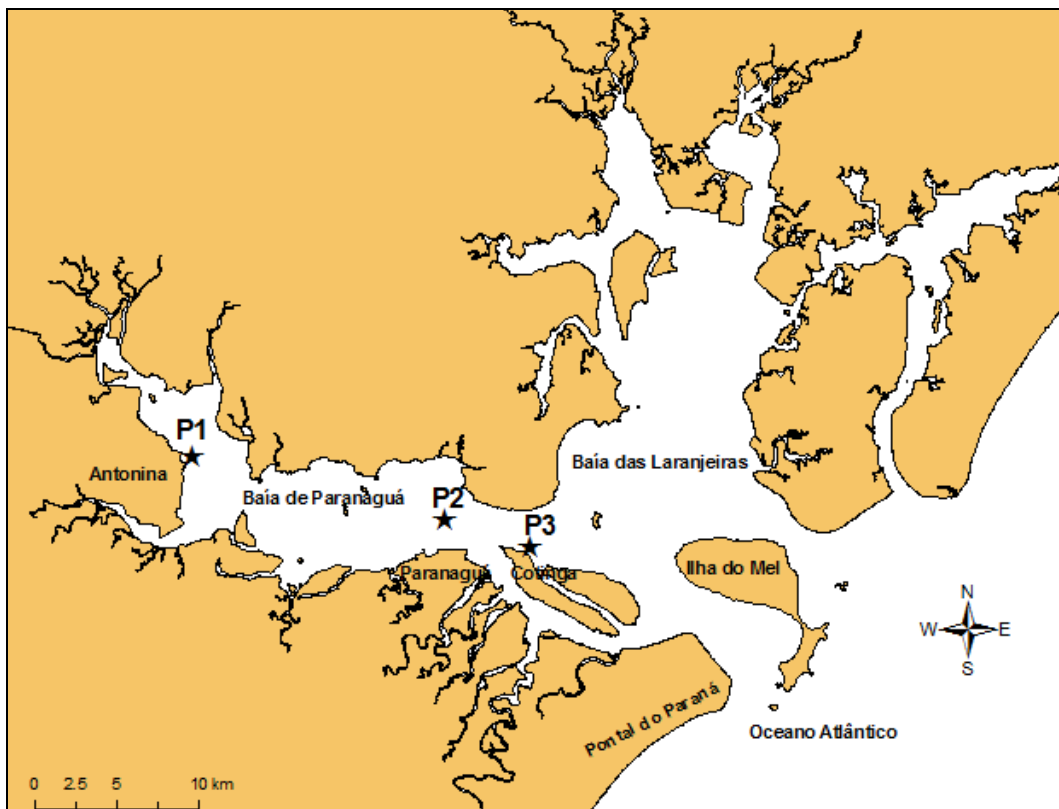 P1
Antonina
Baía de Paranaguá
P2
P3
Baía das Laranjeiras
Paranaguá
Cotinga
Ilha do Mel
N
W E
S
Pontal do Paraná
Oceano Atlântico
0 2.5 5 10 km